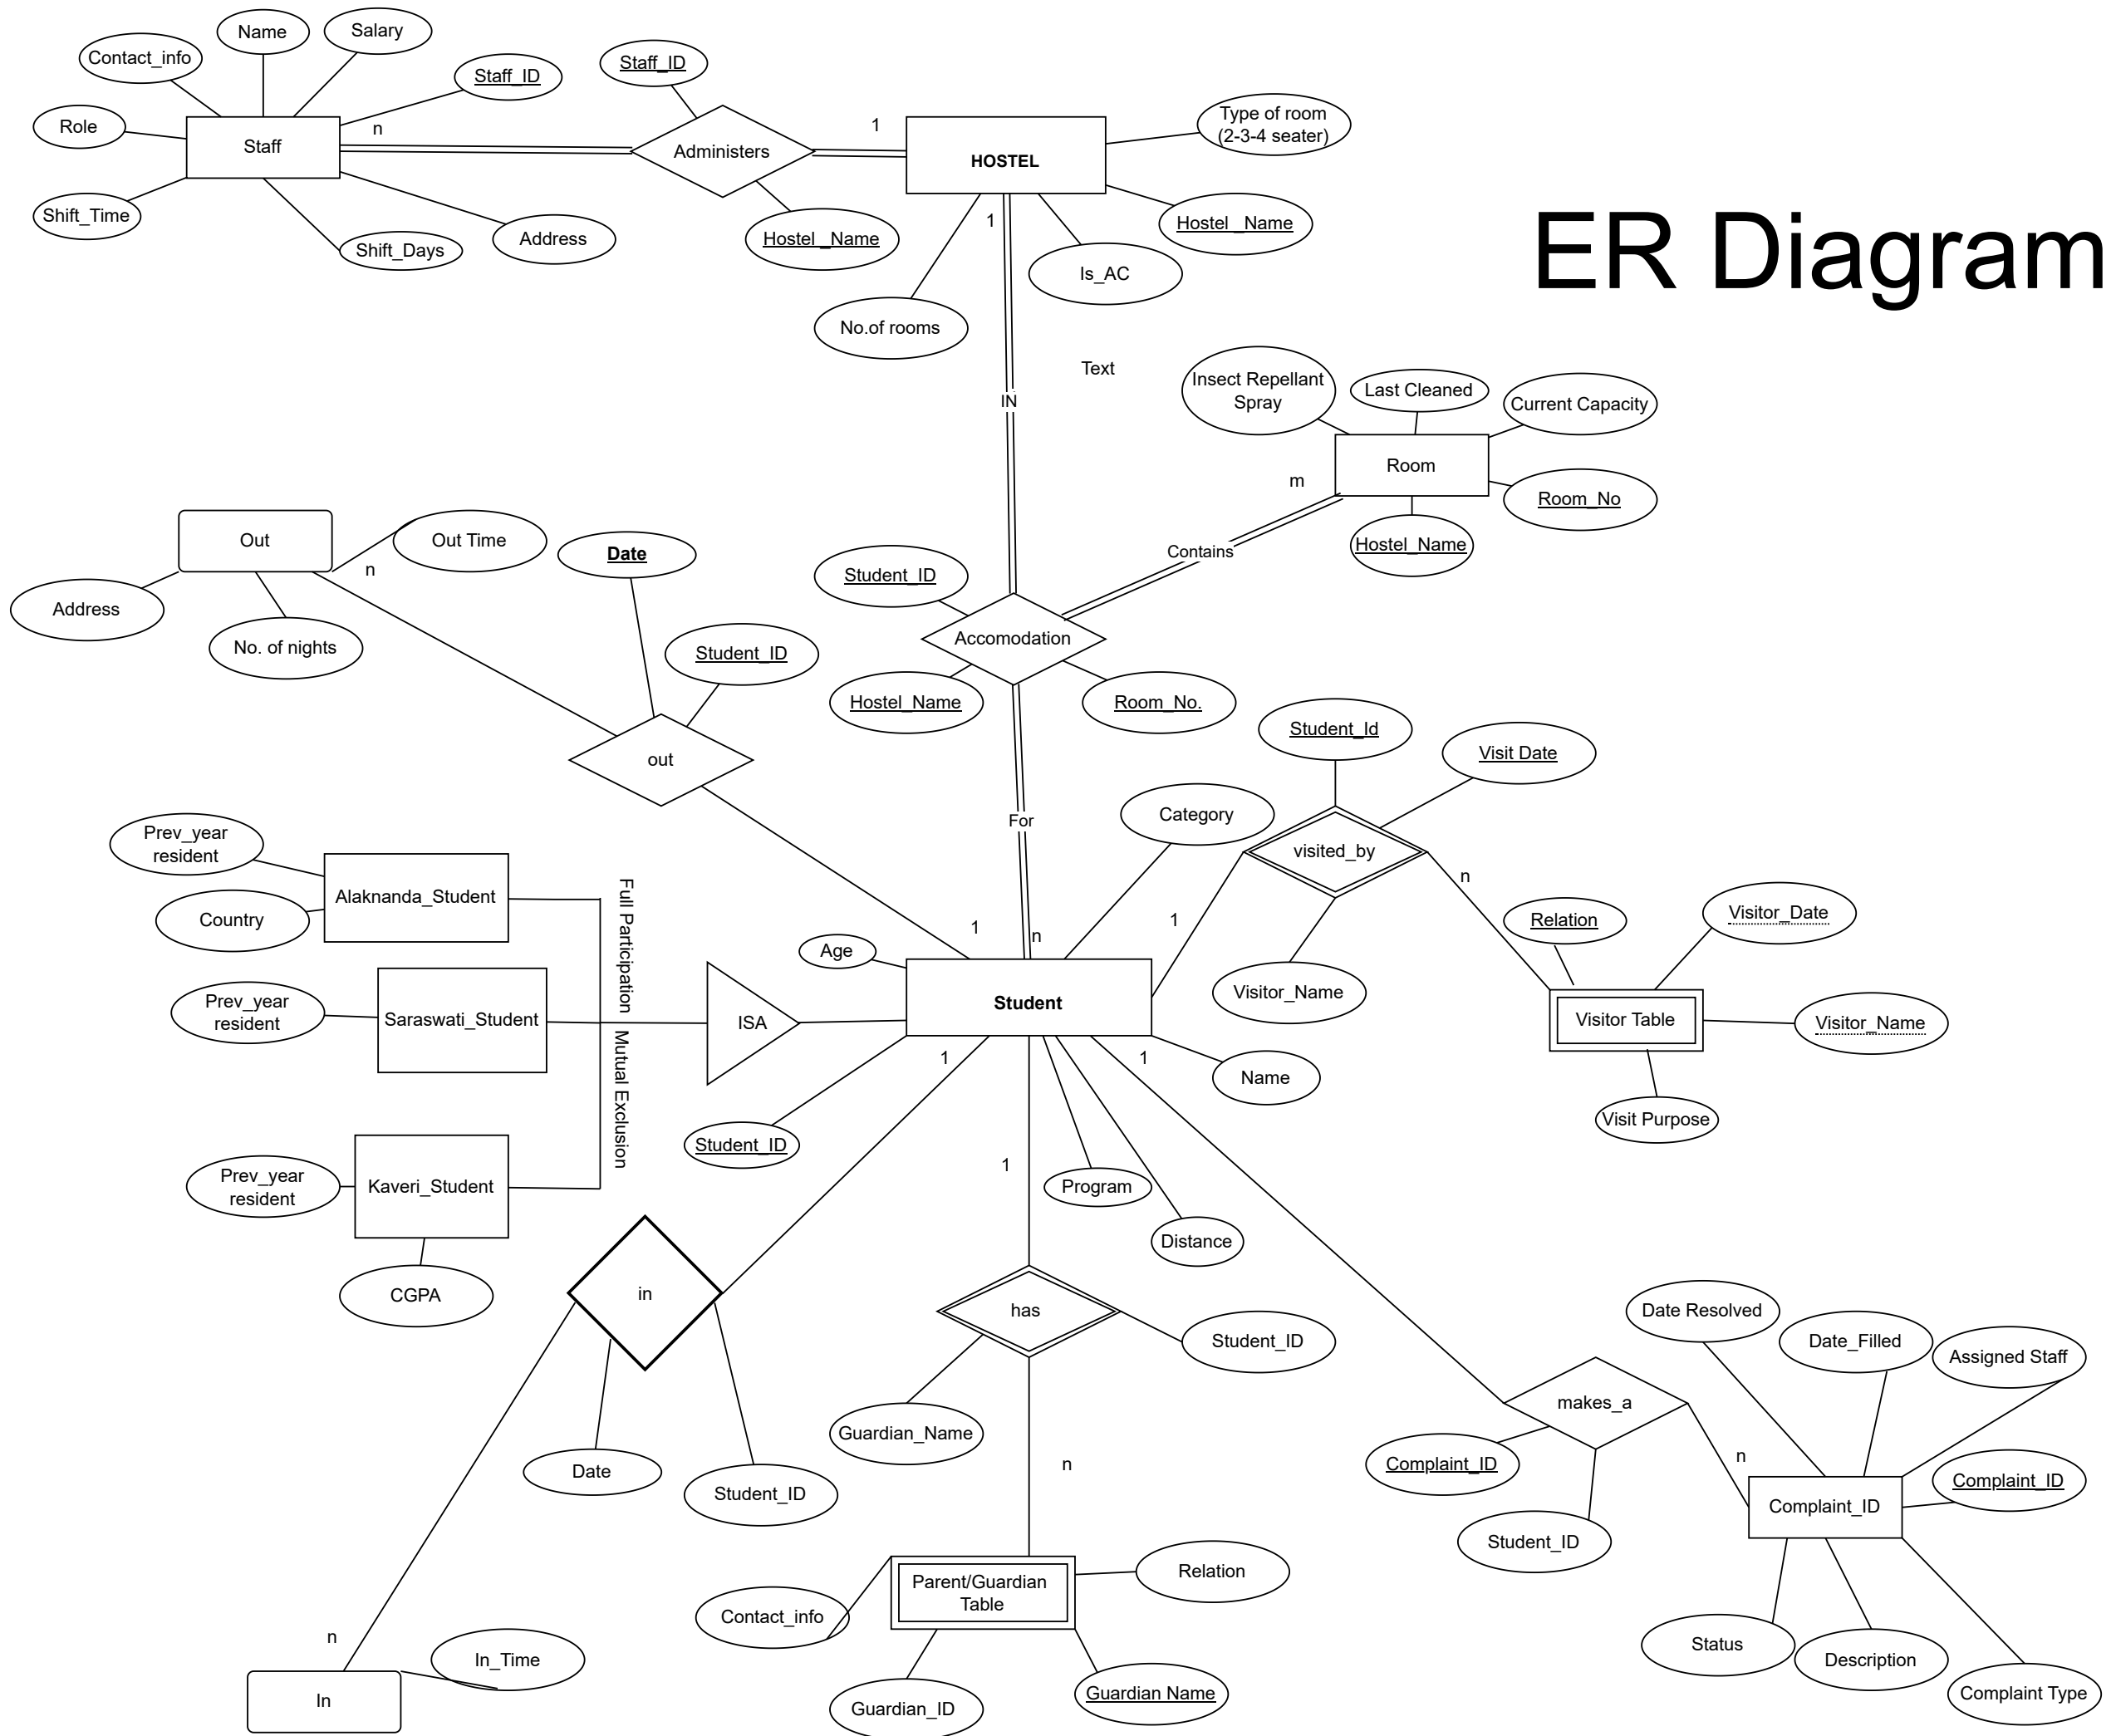 Name
Salary
Contact_info
Staff_ID
Staff_ID
Role
Staff
n
Administers
1
HOSTEL
Type of room
(2-3-4 seater)
Shift_Time
Shift_Days
Address
Hostel _Name
1
Is_AC
Hostel _Name
No.of rooms
ER Diagram
Text
IN
Insect Repellant
Spray
Last Cleaned
Current Capacity
Room
m
Room_No
Hostel_Name
Contains
Out
Out Time
n
Address
No. of nights
Date
Student_ID
Student_ID
Accomodation
Hostel_Name
Room_No.
out
For
Category
Student_Id
Visit Date
visited_by
n
1
Visitor_Name
Relation
Visitor_Date
Visitor Table
Visitor_Name
Visit Purpose
Prev_year
resident
Alaknanda_Student
Country
Full Participation
Mutual Exclusion
Prev_year
resident
Saraswati_Student
ISA
Prev_year
resident
Kaveri_Student
CGPA
Age
1
n
Student
Student_ID
1
1
1
Name
Program
Distance
in
Date
Student_ID
n
In
In_Time
has
Student_ID
Guardian_Name
n
Parent/Guardian
Table
Relation
Contact_info
Guardian_ID
Guardian Name
makes_a
Complaint_ID
Student_ID
n
Date Resolved
Date_Filled
Assigned Staff
Complaint_ID
Complaint_ID
Status
Description
Complaint Type